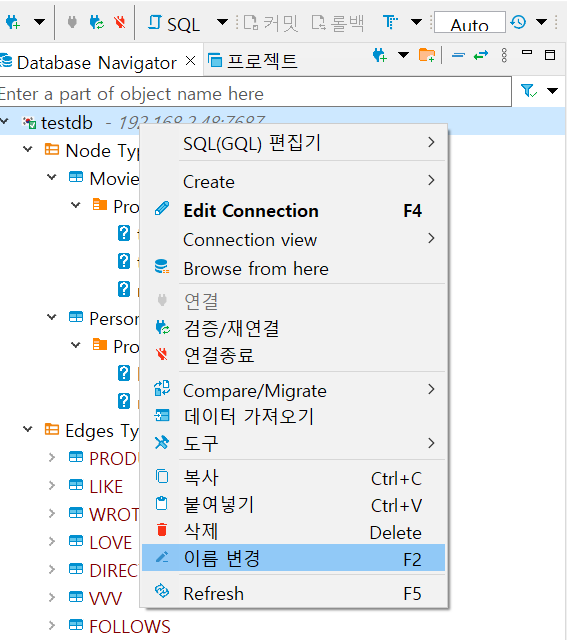 SQL 커밋 롤백 T Auto
Database Navigator 프로젝트
Enter a part of object name here
testdb - 192.168.2.48:7687
Node Typ
Movie
Pro
Person
Pro
Edges Ty
PRODU
LIKE
WROT
LOVE
DIREC
VVV
FOLLOWS
SQL(GQL) 편집기
Create
Edit Connection F4
Connection view
Browse from here
연결
검증/재연결
연결종료
Compare/Migrate
데이터 가져오기
도구
복사 Ctrl+C
붙여넣기 Ctrl+V
삭제 Delete
이름 변경 F2
Refresh F5